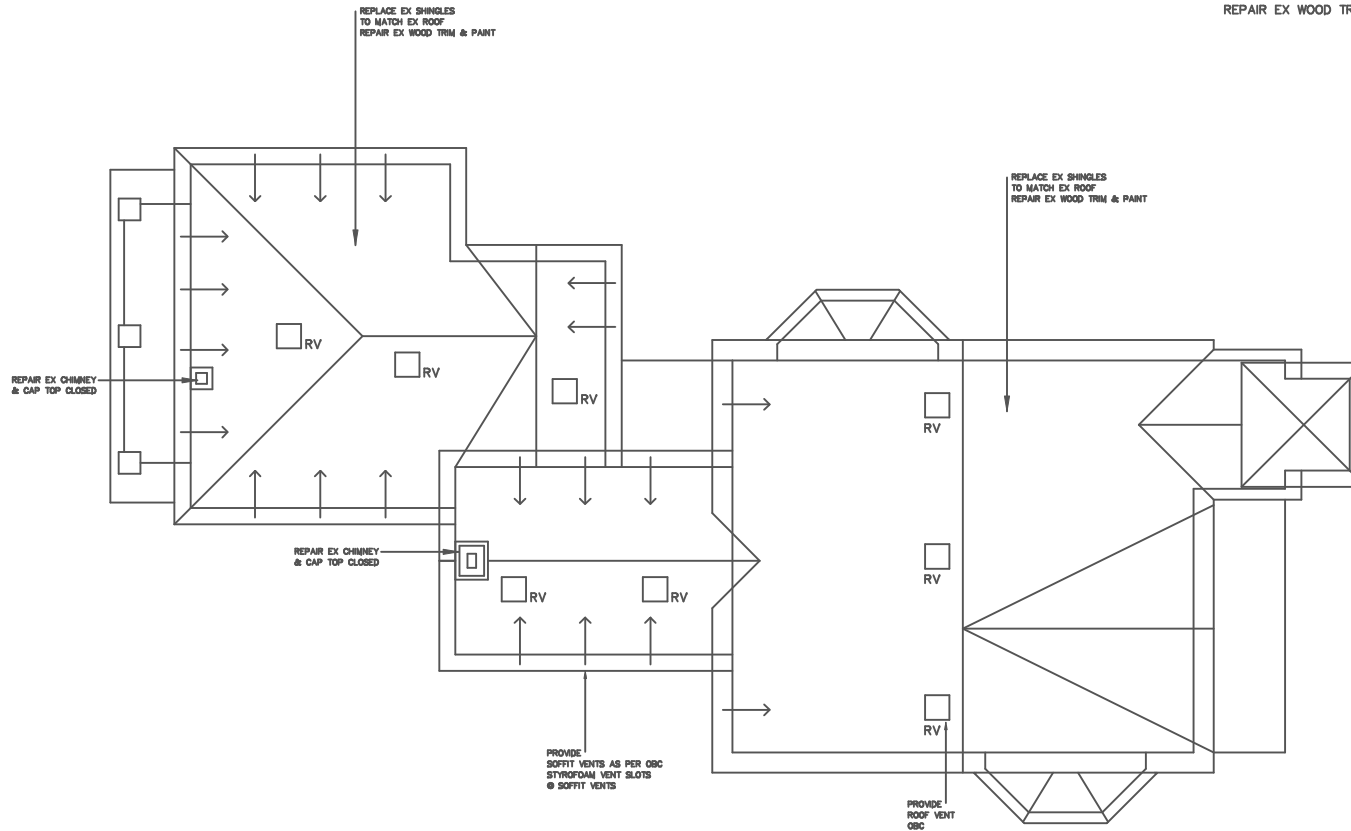 REPLACE EX SHINGLES
TO MATCH EX ROOF
REPAIR EX WOOD TRIM & PAINT
REPAIR EX WOOD TR
REPLACE EX SHINGLES
TO MATCH EX ROOF
REPAIR EX WOOD TRIM & PAINT
RV
RV
REPAIR EX CHIMNEY
& CAP TOP CLOSED
RV
RV
REPAIR EX CHIMNEY
& CAP TOP CLOSED
RV
RV
RV
RV
PROVIDE
SOFFIT VENTS AS PER OBC
STYROFOAM VENT SLOTS
@ SOFFIT VENTS
PROVIDE
ROOF VENT
OBC